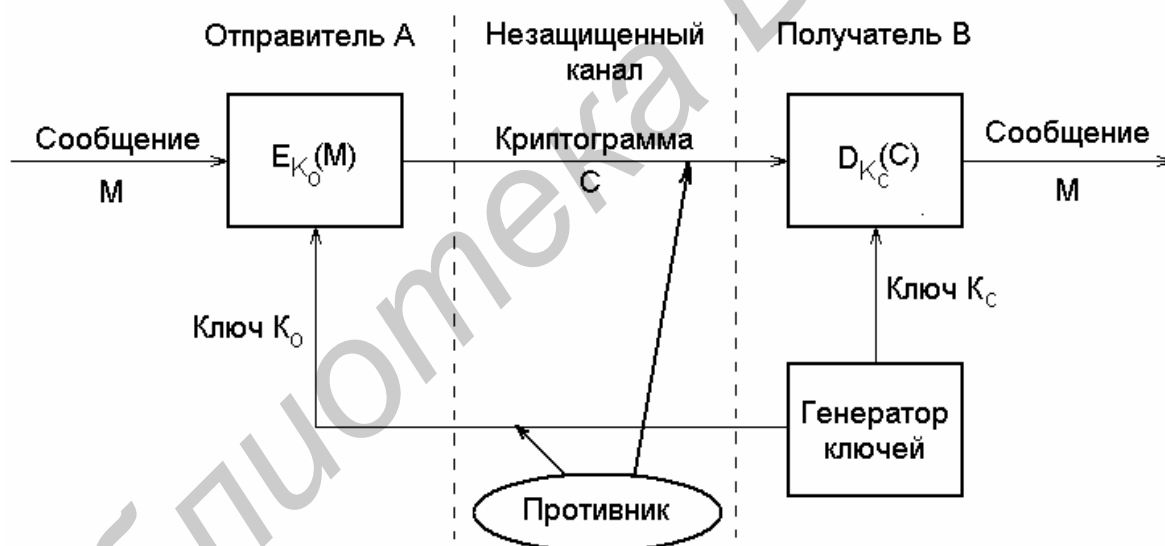 Отправитель А
Незащищенный
канал
Получатель В
Сообщение
М
E_{K_O}(M)
Криптограмма
С
D_{K_C}(C)
Сообщение
М
Ключ K_O
Ключ K_C
Генератор
ключей
Противник